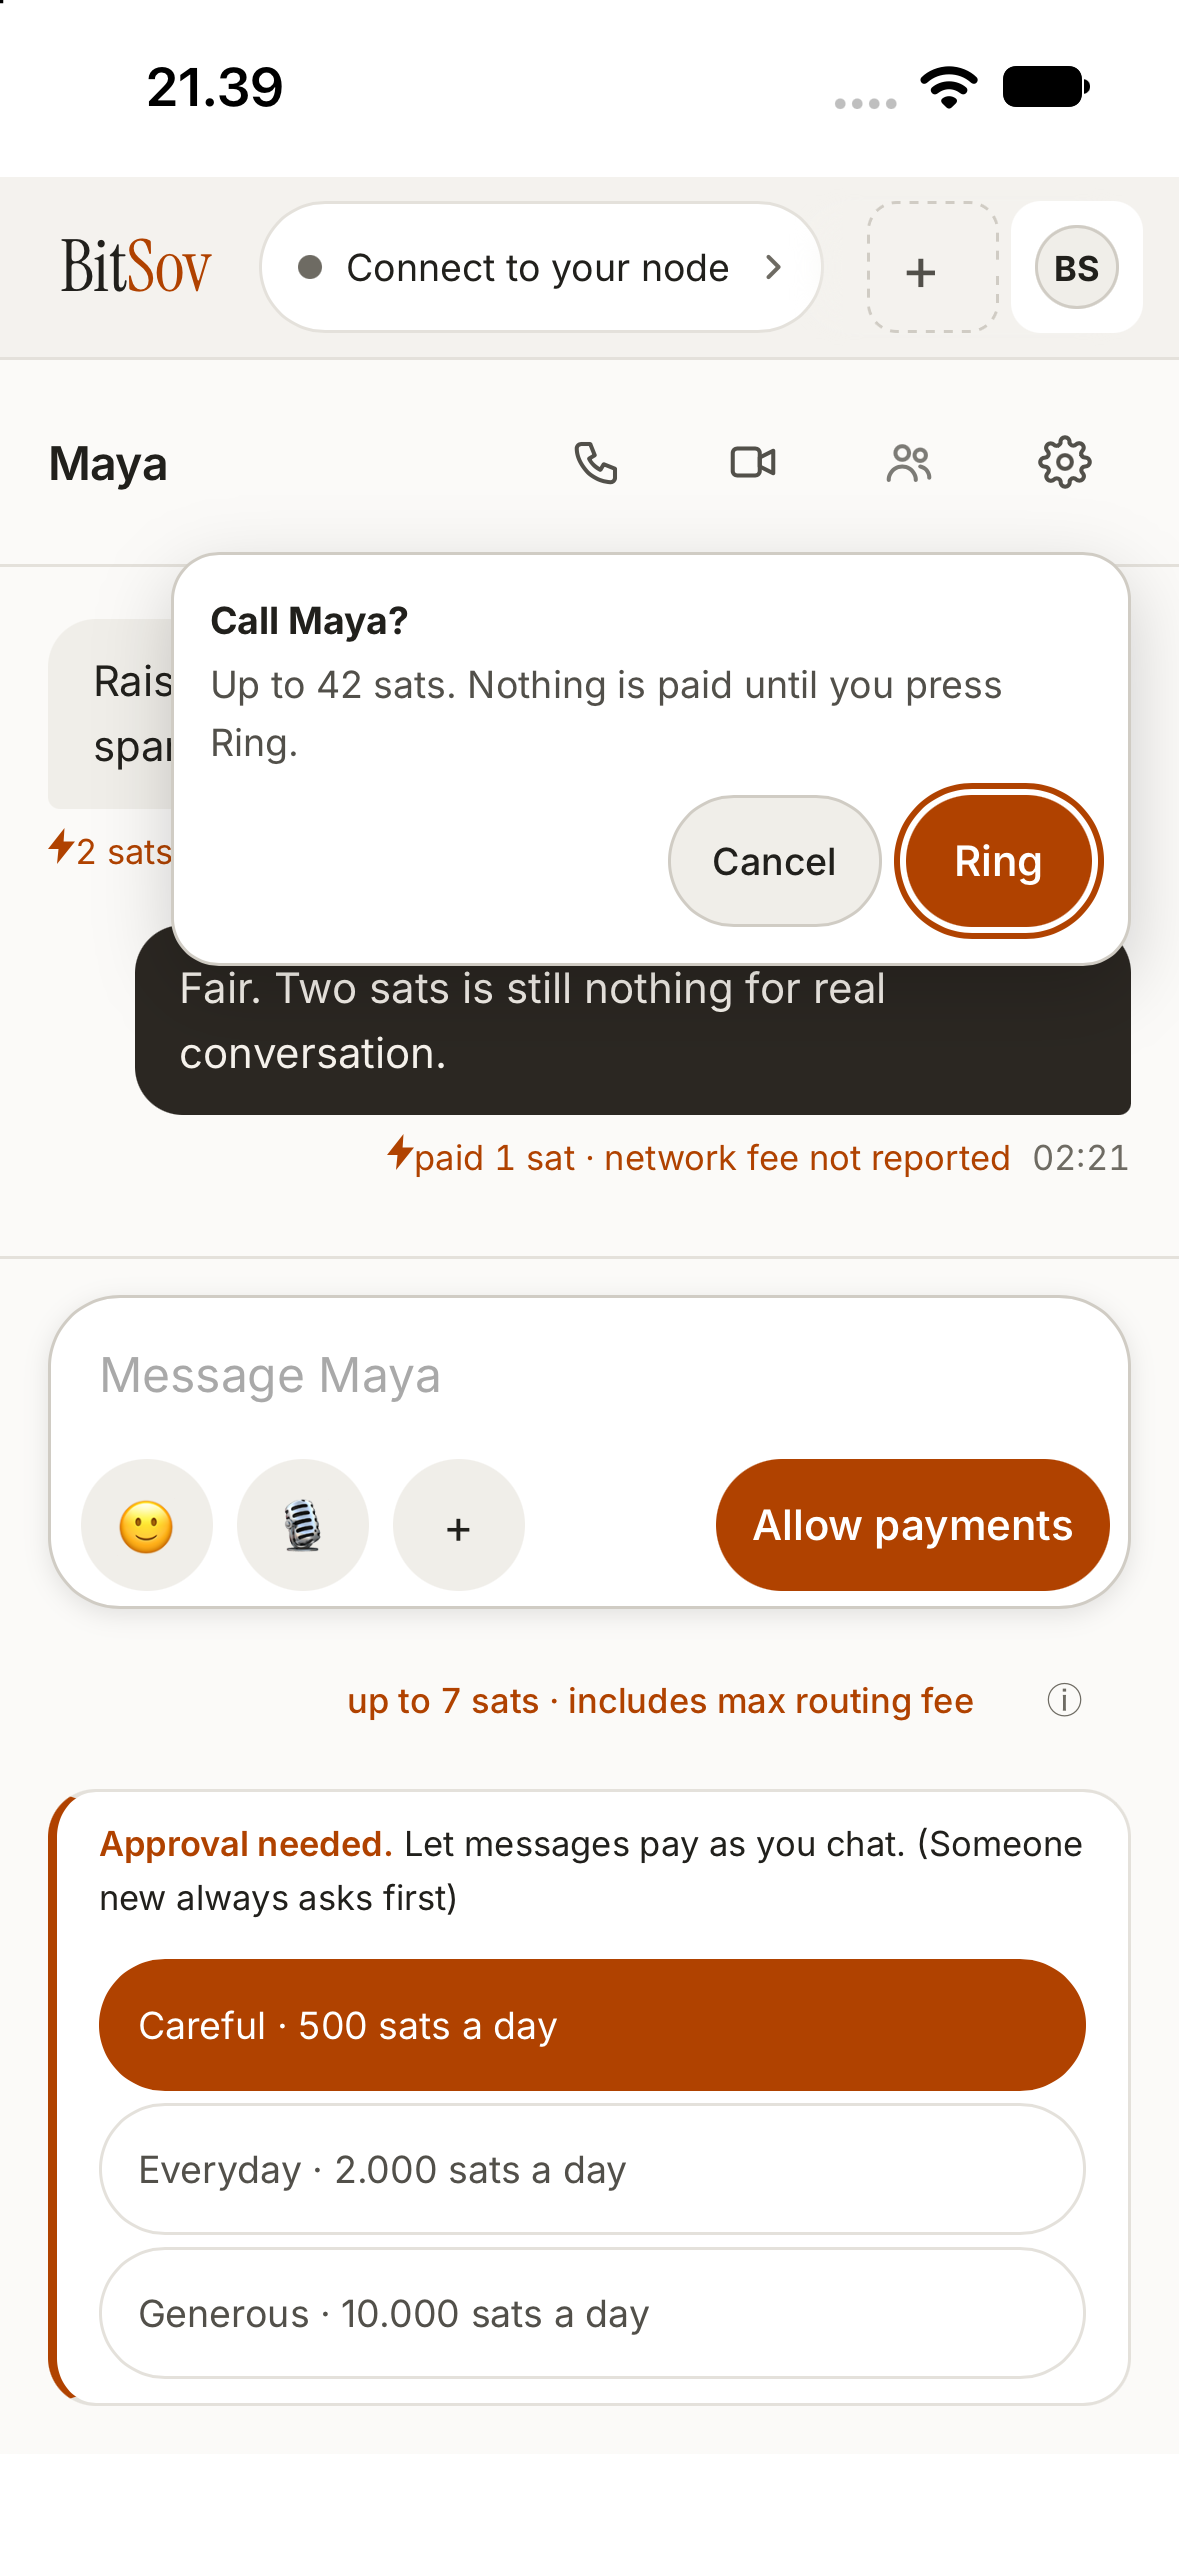 21.39
BitSov
Connect to your node
+
BS
Maya
Call Maya?
Up to 42 sats. Nothing is paid until you press
Ring.
Cancel
Ring
2 sats
Fair. Two sats is still nothing for real
conversation.
paid 1 sat · network fee not reported 02:21
Message Maya
+
Allow payments
up to 7 sats · includes max routing fee ⓘ
Approval needed. Let messages pay as you chat. (Someone
new always asks first)
Careful · 500 sats a day
Everyday · 2.000 sats a day
Generous · 10.000 sats a day